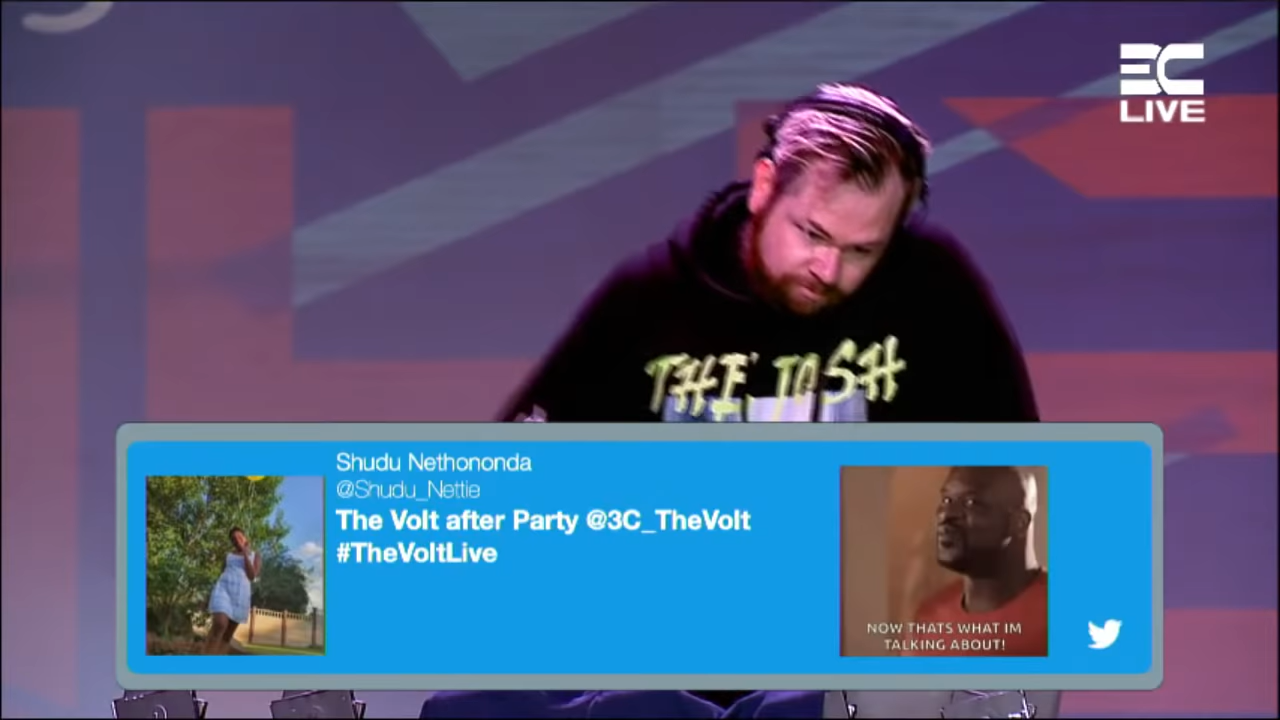 3C
LIVE
THE JOSH
Shudu Nethononda
@Shudu_Nettie
The Volt after Party @3C_TheVolt
#TheVoltLive
NOW THATS WHAT IM
TALKING ABOUT!